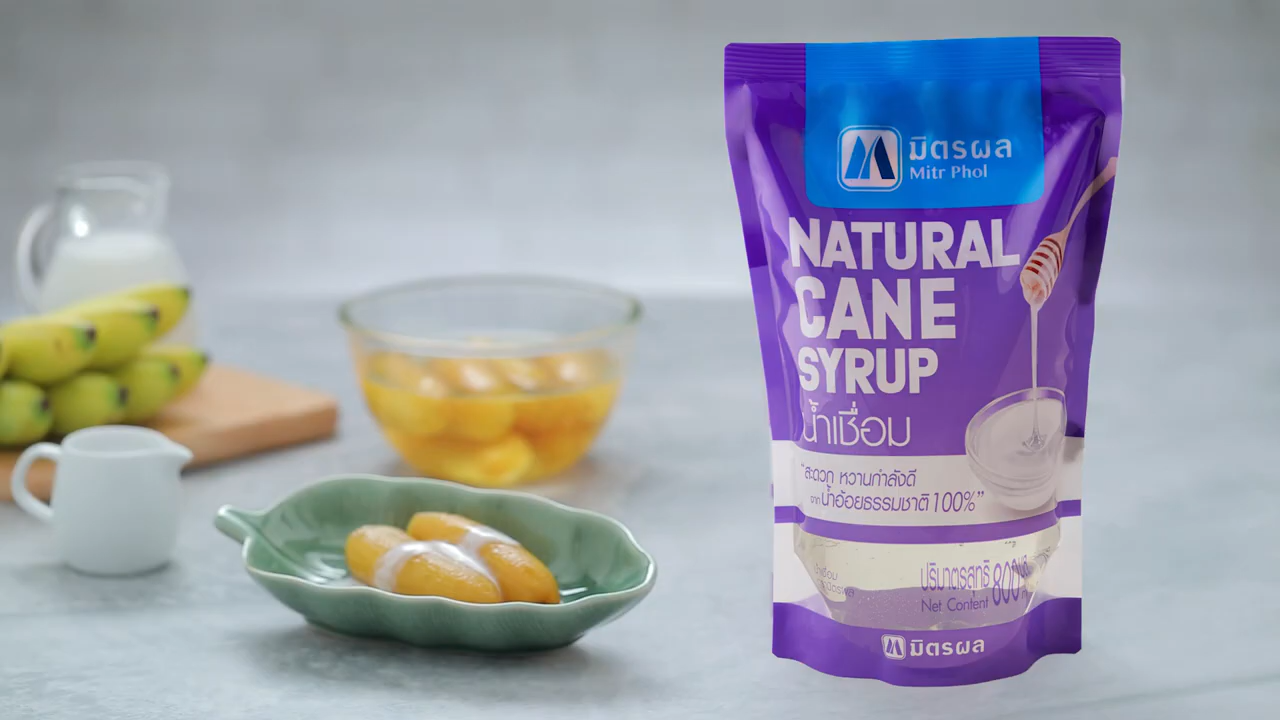 มิตรผล
Mitr Phol
NATURAL
CANE
SYRUP
น้ำเชื่อม
“สะดวก หวานกำลังดี
จากน้ำอ้อยธรรมชาติ 100%”
ปริมาตรสุทธิ 800
Net Content
มิตรผล